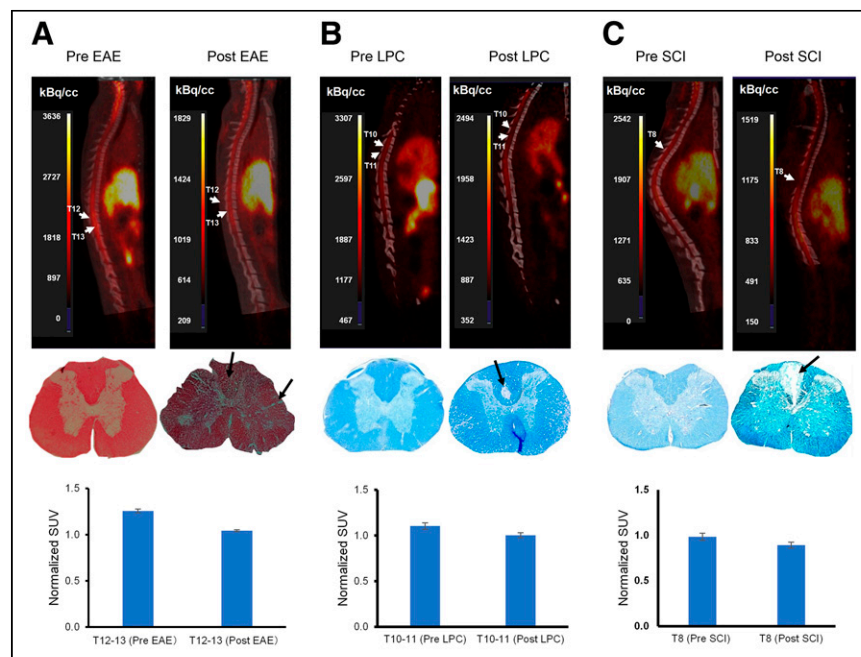 A
Pre EAE
Post EAE
kBq/cc
3636
2727
1818
897
0
T12
T13
kBq/cc
1829
1424
1019
614
209
T12
T13
B
Pre LPC
Post LPC
kBq/cc
3307
2597
1887
1177
467
T10
T11
kBq/cc
2494
1958
1423
887
352
T10
T11
C
Pre SCI
Post SCI
kBq/cc
2542
1907
1271
635
0
T8
kBq/cc
1519
1175
833
491
150
T8
Normalized SUV
1.5
1.0
0.5
0.0
T12-13 (Pre EAE)
T12-13 (Post EAE)
Normalized SUV
1.5
1.0
0.5
0.0
T10-11 (Pre LPC)
T10-11 (Post LPC)
Normalized SUV
1.5
1.0
0.5
0.0
T8 (Pre SCI)
T8 (Post SCI)